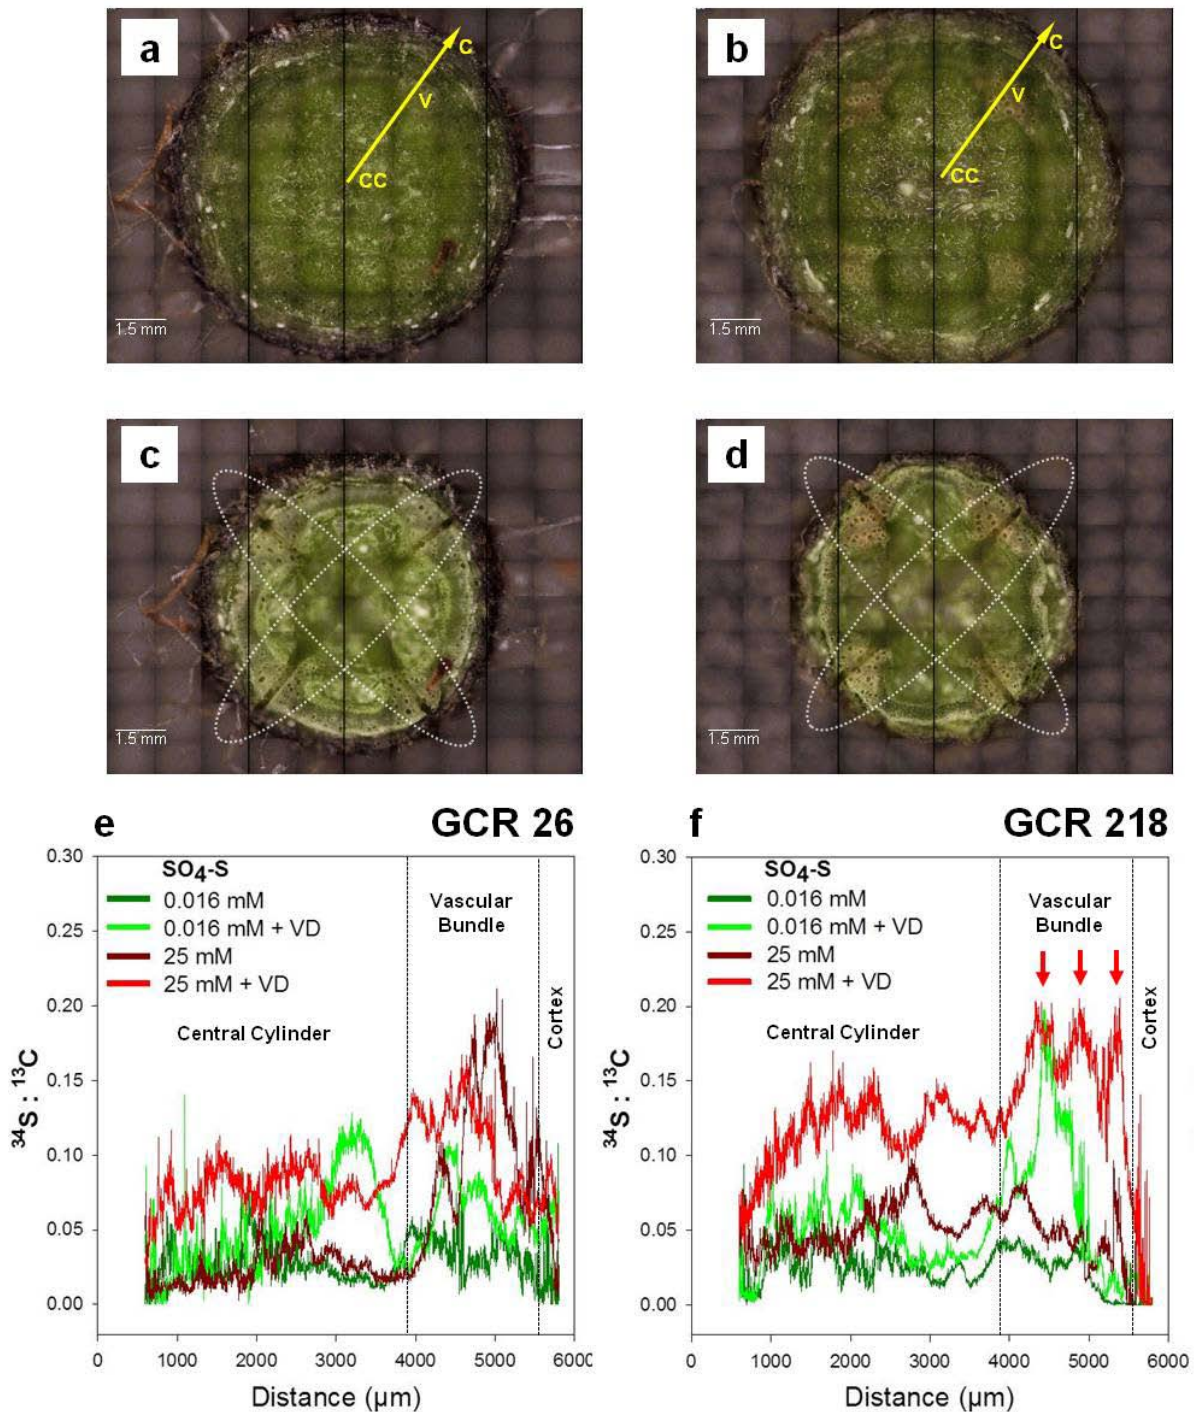 a
C
V
CC
1.5 mm
b
C
V
CC
1.5 mm
c
1.5 mm
d
1.5 mm
e
GCR 26
0.30
0.25
0.20
0.15
0.10
0.05
0.00
34S : 13C
SO4-S
0.016 mM
0.016 mM + VD
25 mM
25 mM + VD
Vascular
Bundle
Central Cylinder
Cortex
0 1000 2000 3000 4000 5000 6000
Distance (µm)
f
GCR 218
0.30
0.25
0.20
0.15
0.10
0.05
0.00
34S : 13C
SO4-S
0.016 mM
0.016 mM + VD
25 mM
25 mM + VD
Vascular
Bundle
Central Cylinder
Cortex
0 1000 2000 3000 4000 5000 6000
Distance (µm)